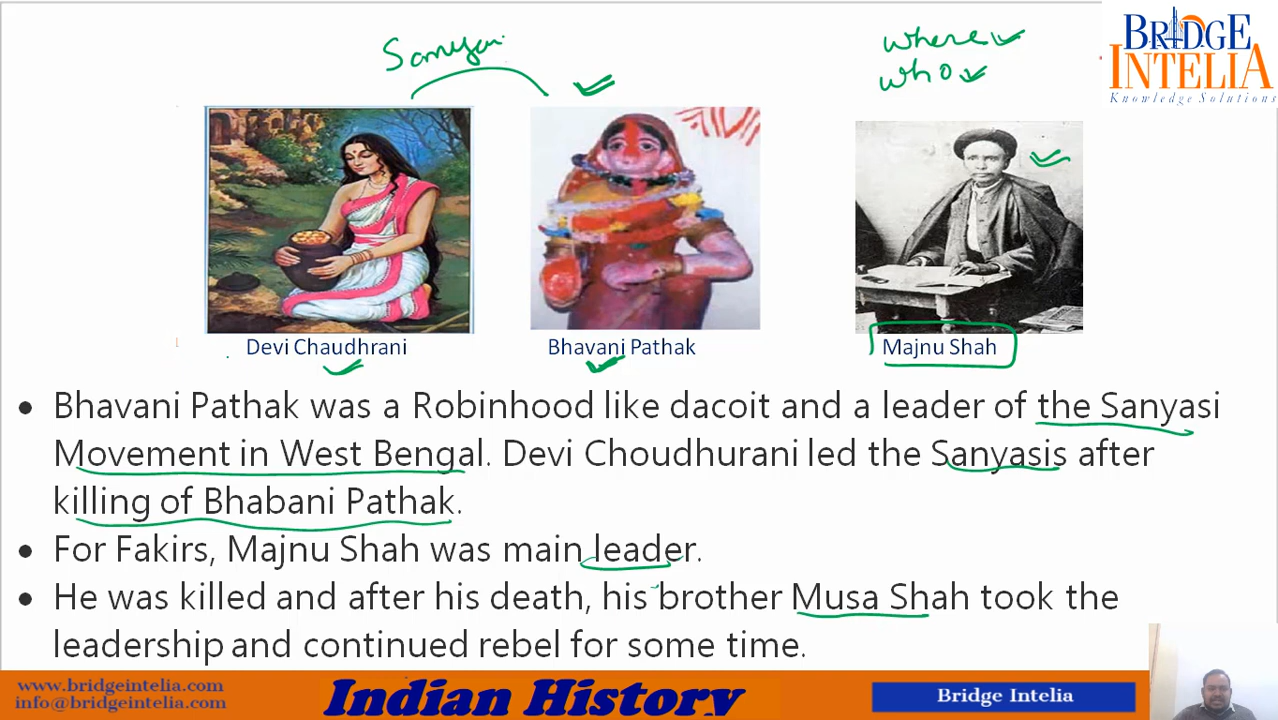 Sanyasi
where
who
BRIDGE
INTELIA
Knowledge Solutions
Devi Chaudhrani
Bhavani Pathak
Majnu Shah
• Bhavani Pathak was a Robinhood like dacoit and a leader of the Sanyasi
Movement in West Bengal. Devi Choudhurani led the Sanyasis after
killing of Bhabani Pathak.
• For Fakirs, Majnu Shah was main leader.
• He was killed and after his death, his brother Musa Shah took the
leadership and continued rebel for some time.
www.bridgeintelia.com
info@bridgeintelia.com
Indian History
Bridge Intelia